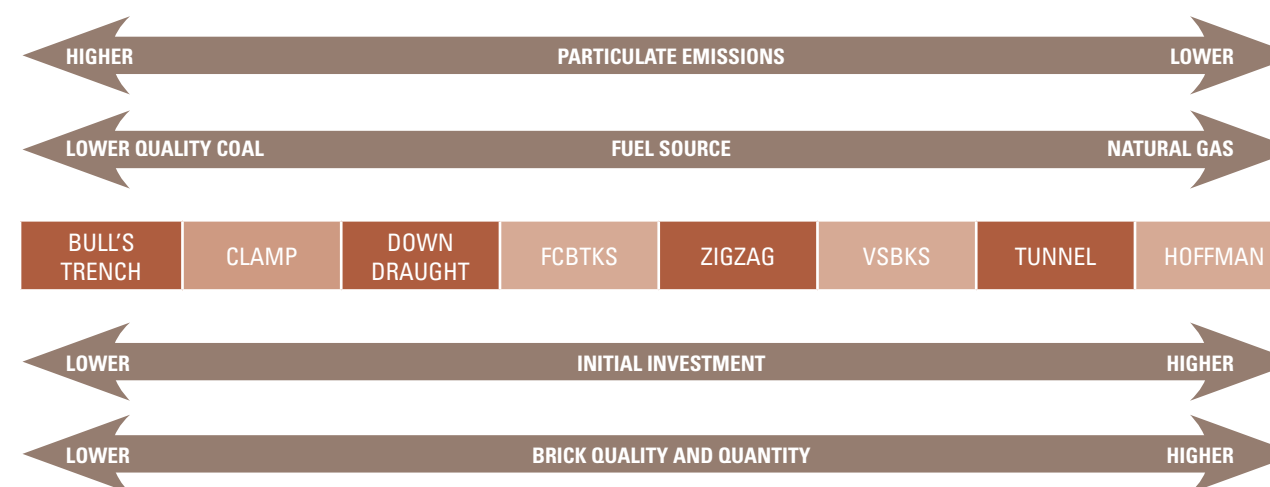 HIGHER PARTICULATE EMISSIONS LOWER
LOWER QUALITY COAL FUEL SOURCE NATURAL GAS
BULL'S TRENCH CLAMP DOWN DRAUGHT FCBTKS ZIGZAG VSBKS TUNNEL HOFFMAN
LOWER INITIAL INVESTMENT HIGHER
LOWER BRICK QUALITY AND QUANTITY HIGHER